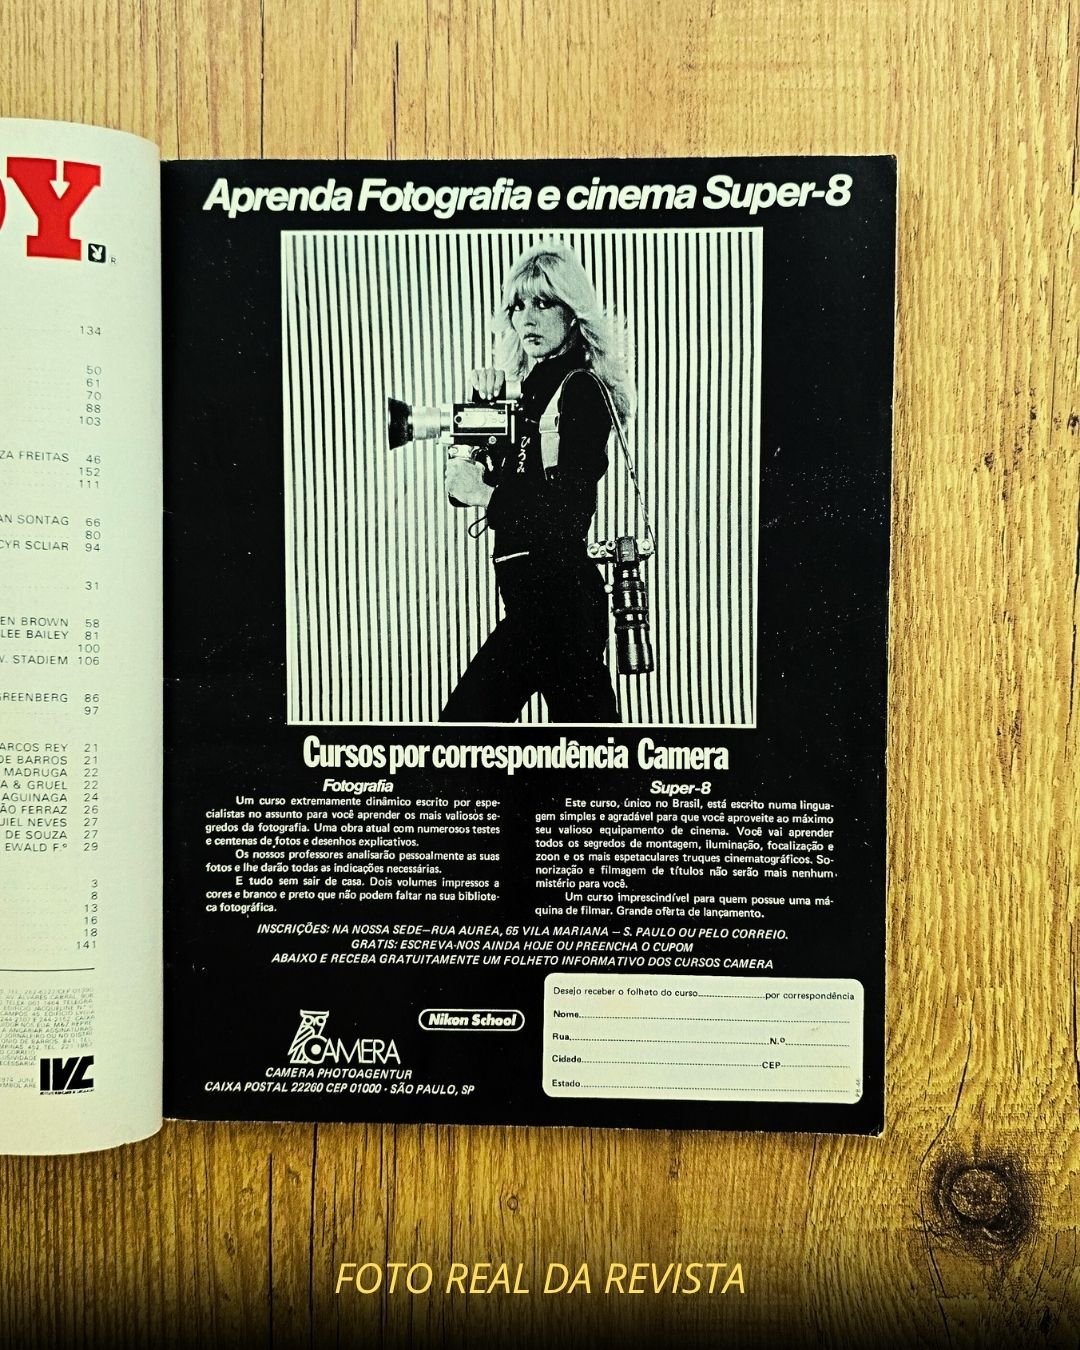 OY
R
134
50
61
70
88
103
ZA FREITAS 46
152
111
AN SONTAG 66
80
CYR SCLIAR 94
31
EN BROWN 58
LEE BAILEY 81
100
W. STADIEM 106
GREENBERG 86
97
ARCOS REY 21
DE BARROS 21
MADRUGA 22
A & GRUEL 22
AGUINAGA 24
ÃO FERRAZ 26
UIEL NEVES 27
DE SOUZA 27
EWALD F.º 29
3
8
13
16
18
141
IVC
Aprenda Fotografia e cinema Super-8
Cursos por correspondência Camera
Fotografia
Um curso extremamente dinâmico escrito por espe-
cialistas no assunto para você aprender os mais valiosos se-
gredos da fotografia. Uma obra atual com numerosos testes
e centenas de fotos e desenhos explicativos.
Os nossos professores analisarão pessoalmente as suas
fotos e lhe darão todas as indicações necessárias.
E tudo sem sair de casa. Dois volumes impressos a
cores e branco e preto que não podem faltar na sua bibliote-
ca fotográfica.
Super-8
Este curso, único no Brasil, está escrito numa lingua-
gem simples e agradável para que você aproveite ao máximo
seu valioso equipamento de cinema. Você vai aprender
todos os segredos de montagem, iluminação, focalização e
zoon e os mais espetaculares truques cinematográficos. So-
norização e filmagem de títulos não serão mais nenhum
mistério para você.
Um curso imprescindível para quem possue uma má-
quina de filmar. Grande oferta de lançamento.
INSCRIÇÕES: NA NOSSA SEDE—RUA AUREA, 65 VILA MARIANA — S. PAULO OU PELO CORREIO.
GRATIS: ESCREVA-NOS AINDA HOJE OU PREENCHA O CUPOM
ABAIXO E RECEBA GRATUITAMENTE UM FOLHETO INFORMATIVO DOS CURSOS CAMERA
CAMERA
Nikon School
CAMERA PHOTOAGENTUR
CAIXA POSTAL 22260 CEP 01000 · SÃO PAULO, SP
Desejo receber o folheto do curso..........por correspondência
Nome..........
Rua..........N.º..........
Cidade..........CEP..........
Estado..........
FOTO REAL DA REVISTA